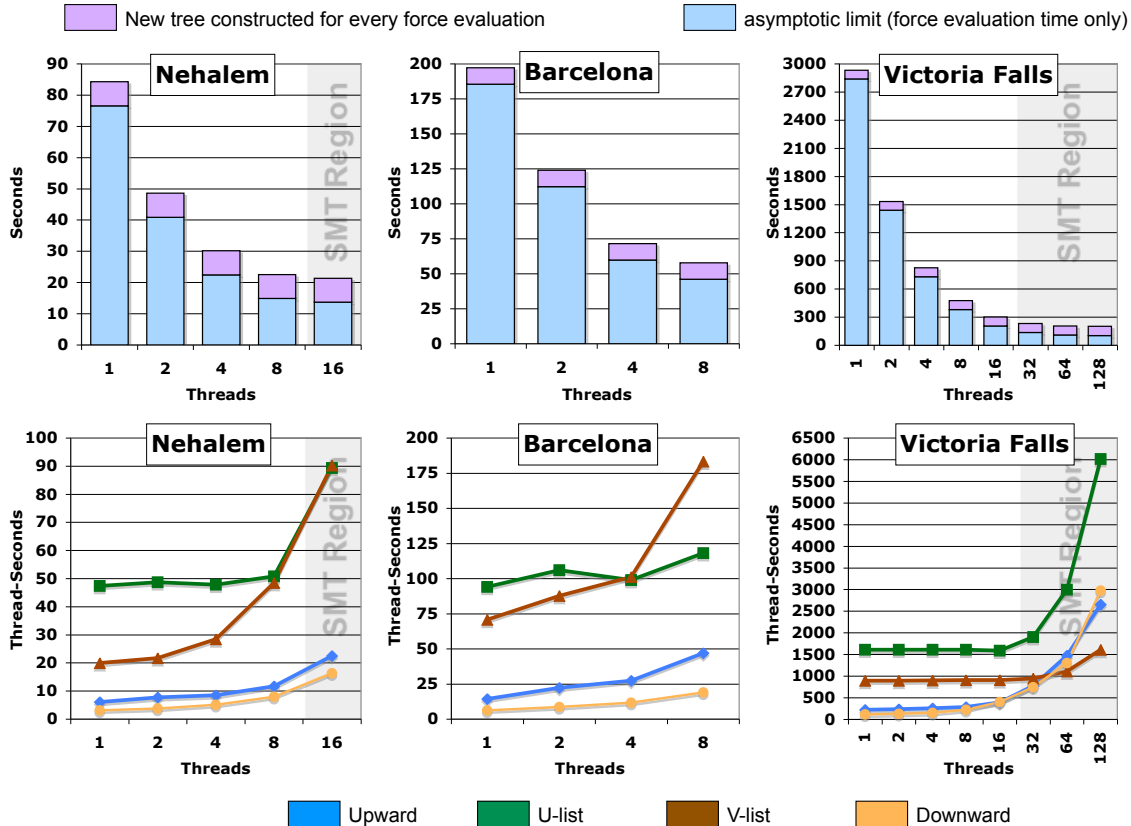 New tree constructed for every force evaluation
asymptotic limit (force evaluation time only)
Nehalem
Seconds
90
80
70
60
50
40
30
20
10
0
SMT Region
1 2 4 8 16
Threads
Barcelona
Seconds
200
175
150
125
100
75
50
25
0
1 2 4 8
Threads
Victoria Falls
Seconds
3000
2700
2400
2100
1800
1500
1200
900
600
300
0
SMT Region
1 2 4 8 16 32 64 128
Threads
Nehalem
Thread-Seconds
100
90
80
70
60
50
40
30
20
10
0
SMT Region
1 2 4 8 16
Threads
Barcelona
Thread-Seconds
200
175
150
125
100
75
50
25
0
1 2 4 8
Threads
Victoria Falls
Thread-Seconds
6500
6000
5500
5000
4500
4000
3500
3000
2500
2000
1500
1000
500
0
SMT Region
1 2 4 8 16 32 64 128
Threads
Upward
U-list
V-list
Downward